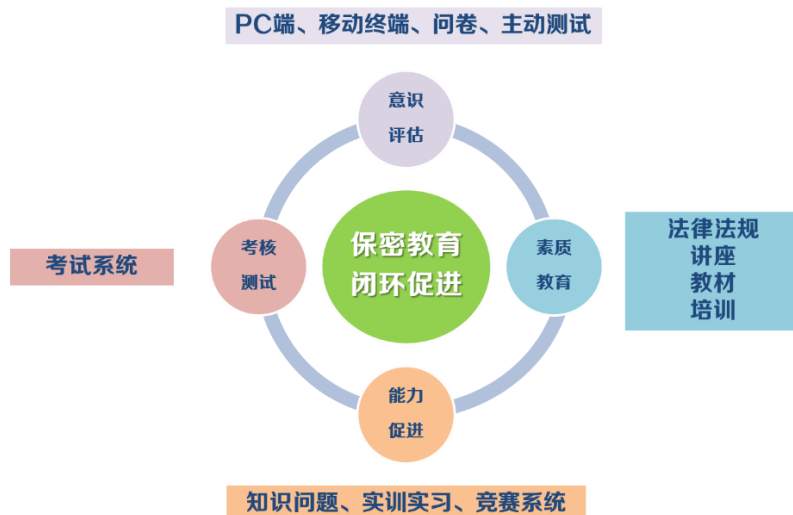 PC端、移动终端、问卷、主动测试
意识
评估
考试系统
考核
测试
保密教育
闭环促进
素质
教育
法律法规
讲座
教材
培训
能力
促进
知识问题、实训实习、竞赛系统